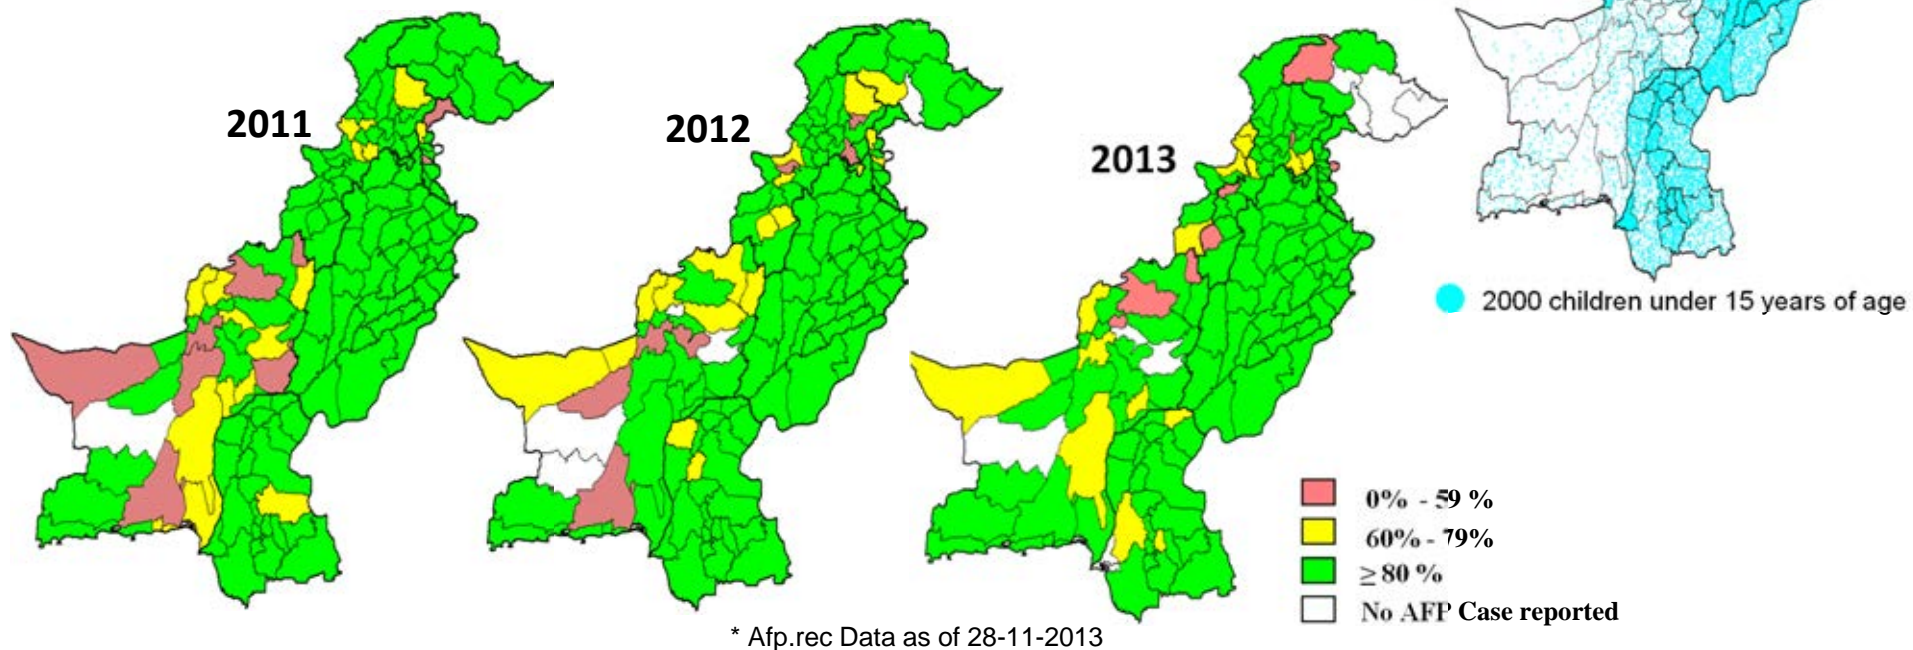 2011
2012
2013
2000 children under 15 years of age
0% - 59 %
60% - 79%
≥ 80 %
No AFP Case reported
* Afp.rec Data as of 28-11-2013